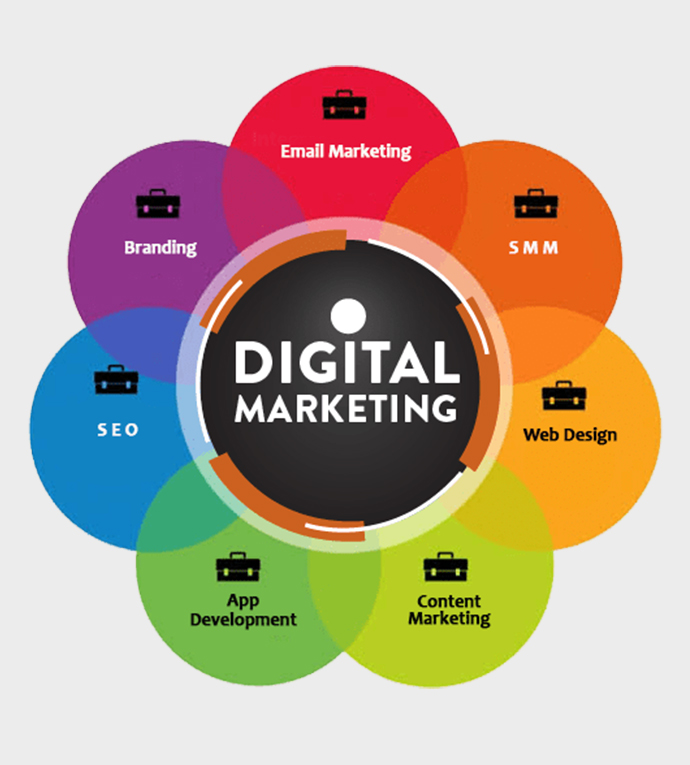 Email Marketing
Branding
SMM
DIGITAL
MARKETING
SEO
Web Design
App
Development
Content
Marketing